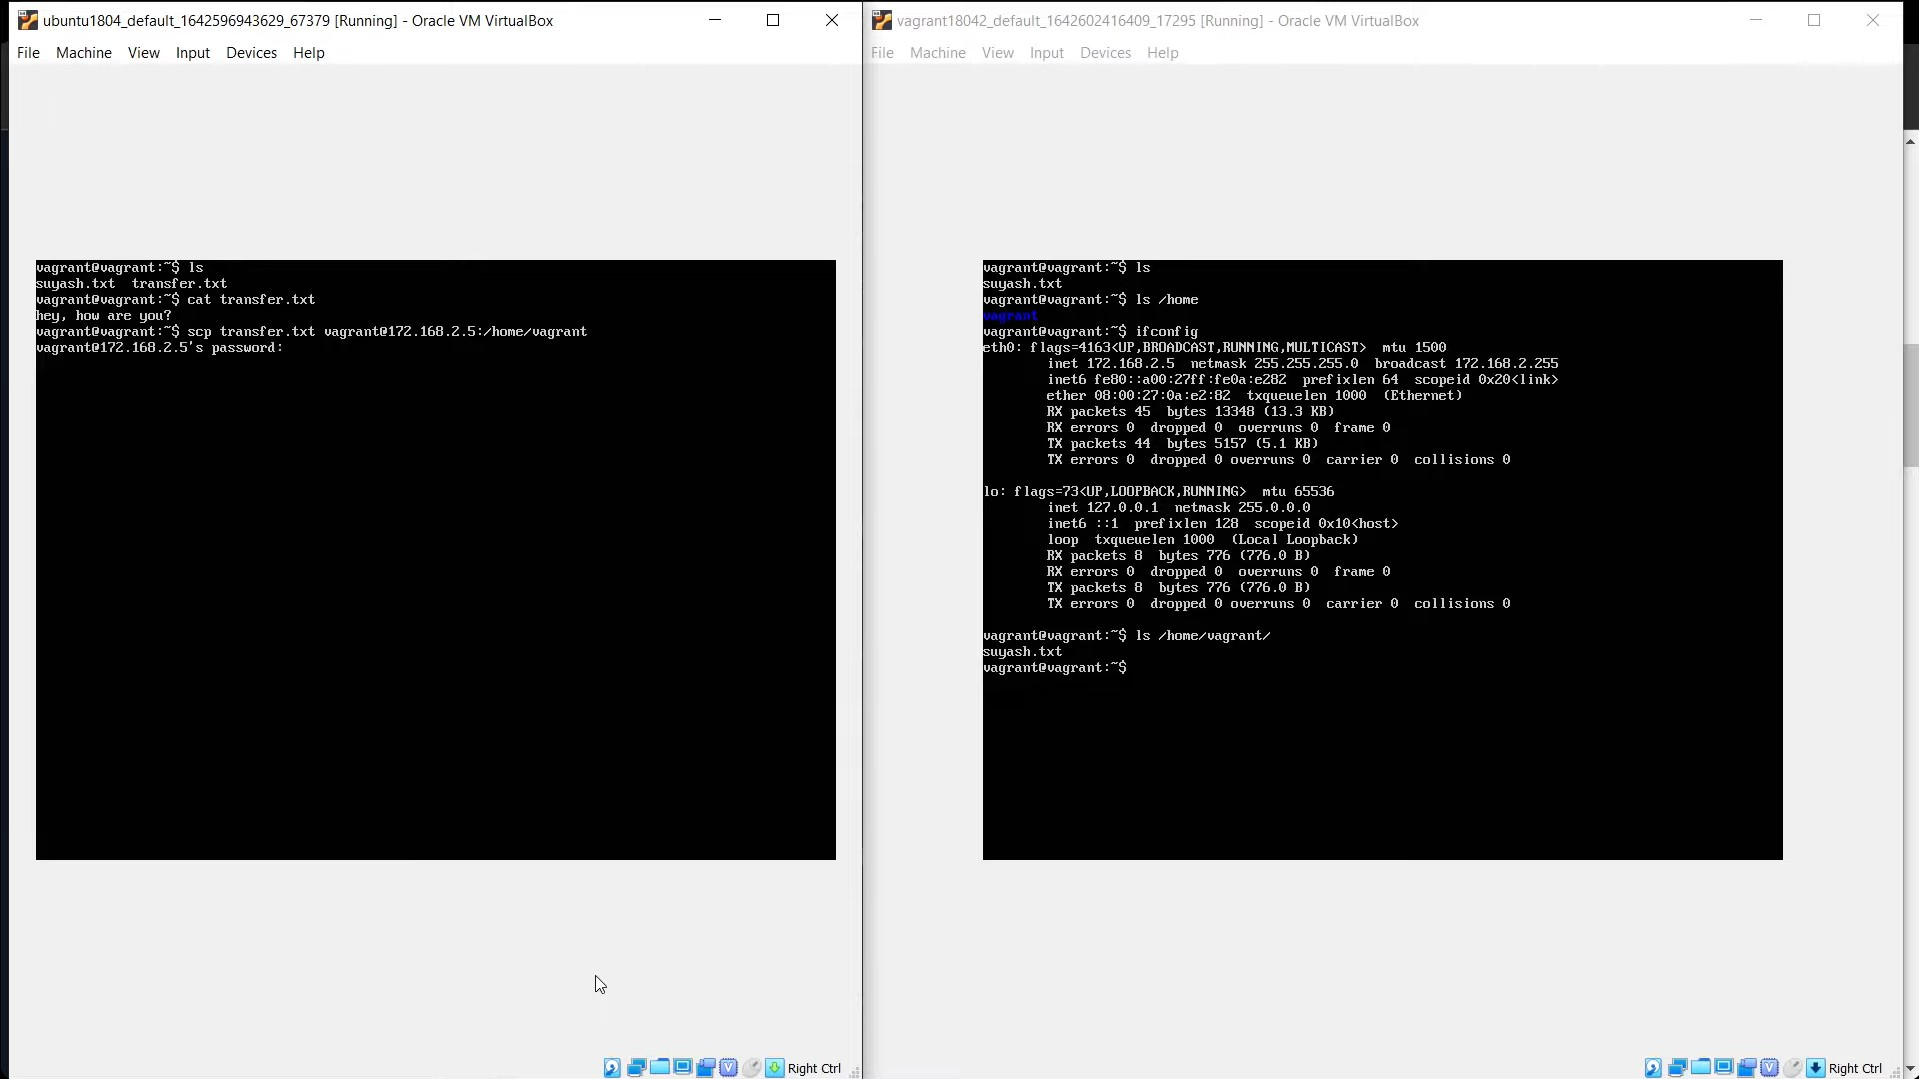 ubuntu1804_default_1642596943629_67379 [Running] - Oracle VM VirtualBox
File Machine View Input Devices Help
vagrant@vagrant:~$ ls
suyash.txt  transfer.txt
vagrant@vagrant:~$ cat transfer.txt
hey, how are you?
vagrant@vagrant:~$ scp transfer.txt vagrant@172.168.2.5:/home/vagrant
vagrant@172.168.2.5's password:
Right Ctrl
vagrant18042_default_1642602416409_17295 [Running] - Oracle VM VirtualBox
File Machine View Input Devices Help
vagrant@vagrant:~$ ls
suyash.txt
vagrant@vagrant:~$ ls /home
vagrant
vagrant@vagrant:~$ ifconfig
eth0: flags=4163<UP,BROADCAST,RUNNING,MULTICAST>  mtu 1500
inet 172.168.2.5  netmask 255.255.255.0  broadcast 172.168.2.255
inet6 fe80::a00:27ff:fe0a:e282  prefixlen 64  scopeid 0x20<link>
ether 08:00:27:0a:e2:82  txqueuelen 1000  (Ethernet)
RX packets 45  bytes 13348 (13.3 KB)
RX errors 0  dropped 0  overruns 0  frame 0
TX packets 44  bytes 5157 (5.1 KB)
TX errors 0  dropped 0 overruns 0  carrier 0  collisions 0
lo: flags=73<UP,LOOPBACK,RUNNING>  mtu 65536
inet 127.0.0.1  netmask 255.0.0.0
inet6 ::1  prefixlen 128  scopeid 0x10<host>
loop  txqueuelen 1000  (Local Loopback)
RX packets 8  bytes 776 (776.0 B)
RX errors 0  dropped 0  overruns 0  frame 0
TX packets 8  bytes 776 (776.0 B)
TX errors 0  dropped 0 overruns 0  carrier 0  collisions 0
vagrant@vagrant:~$ ls /home/vagrant/
suyash.txt
vagrant@vagrant:~$
Right Ctrl